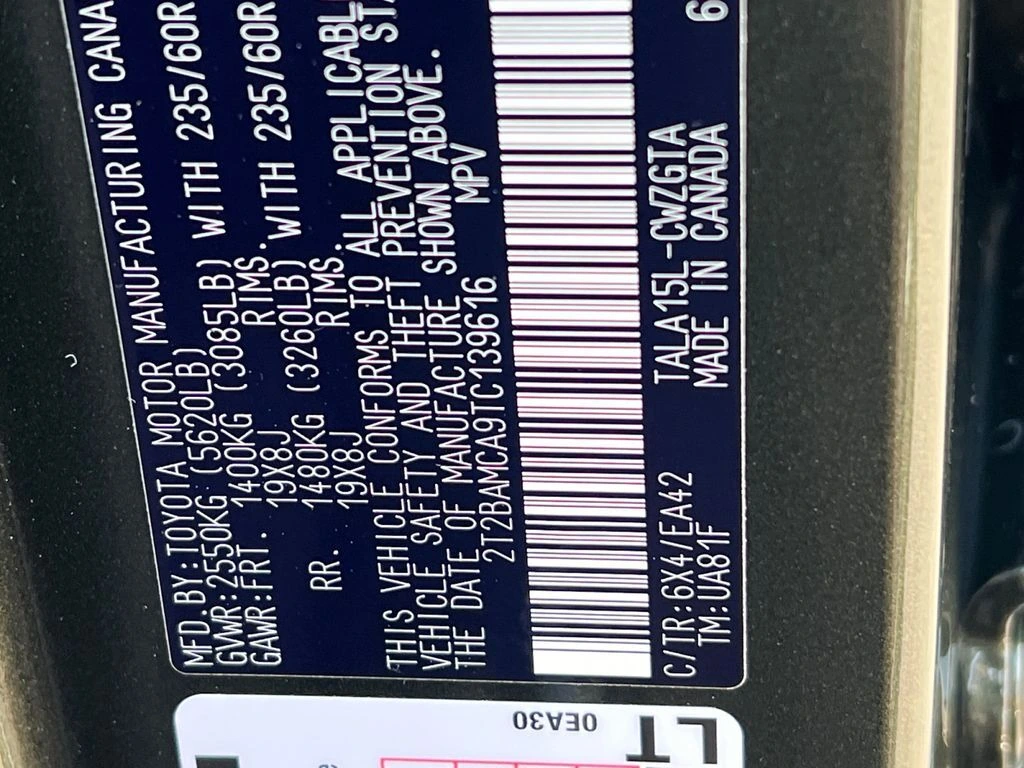 MFD.BY:TOYOTA MOTOR MANUFACTURING CANA
GVWR:2550KG (5620LB)
GAWR:FRT. 1400KG (3085LB) WITH 235/60R
19X8J RIMS.
RR. 1480KG (3260LB) WITH 235/60R
19X8J RIMS.
THIS VEHICLE CONFORMS TO ALL APPLICABL
VEHICLE SAFETY AND THEFT PREVENTION STA
THE DATE OF MANUFACTURE SHOWN ABOVE.
2T2BAMCA9TC139616 MPV
C/TR:6X4/EA42 TALA15L-CWZGTA
TM:UA81F MADE IN CANADA 6
0EA30
LT